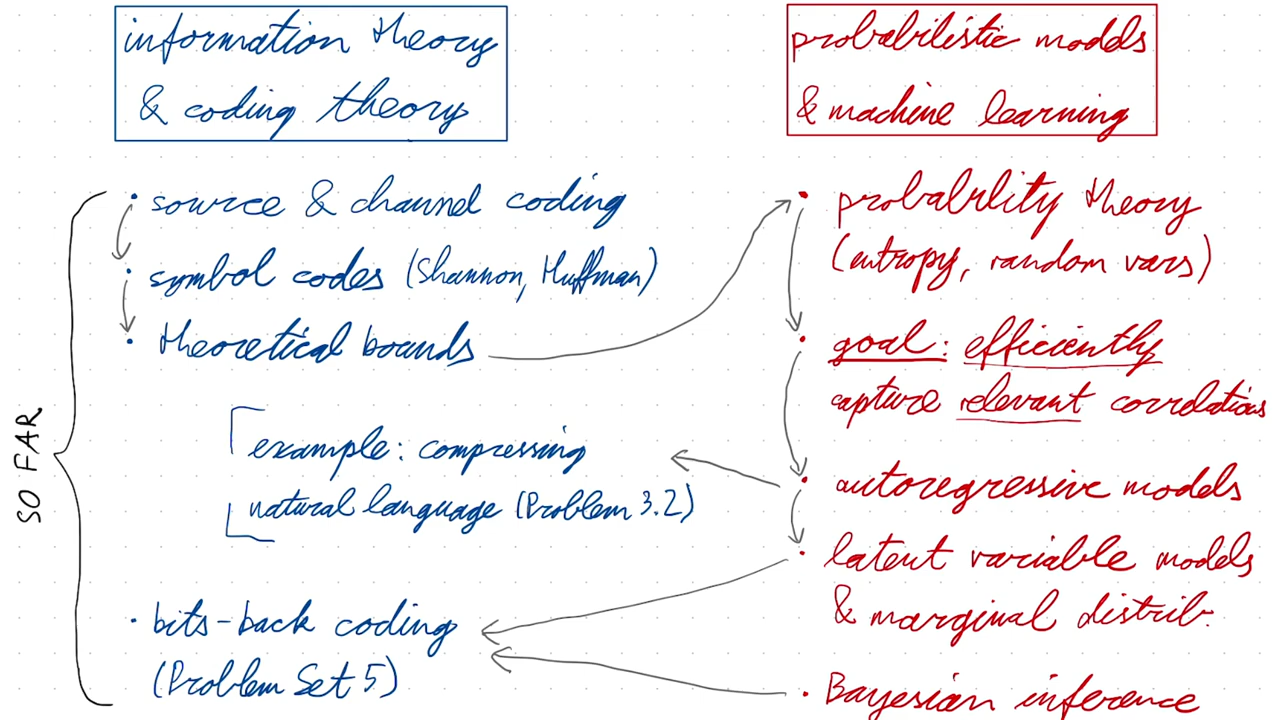 information theory
& coding theory
SO FAR
• source & channel coding
• symbol codes (Shannon, Huffman)
• theoretical bounds
[example: compressing
natural language (Problem 3.2)
• bits-back coding
(Problem Set 5)
probabilistic models
& machine learning
• probability theory
(entropy, random vars)
• goal: efficiently
capture relevant correlations
• autoregressive models
• latent variable models
& marginal distrib.
• Bayesian inference